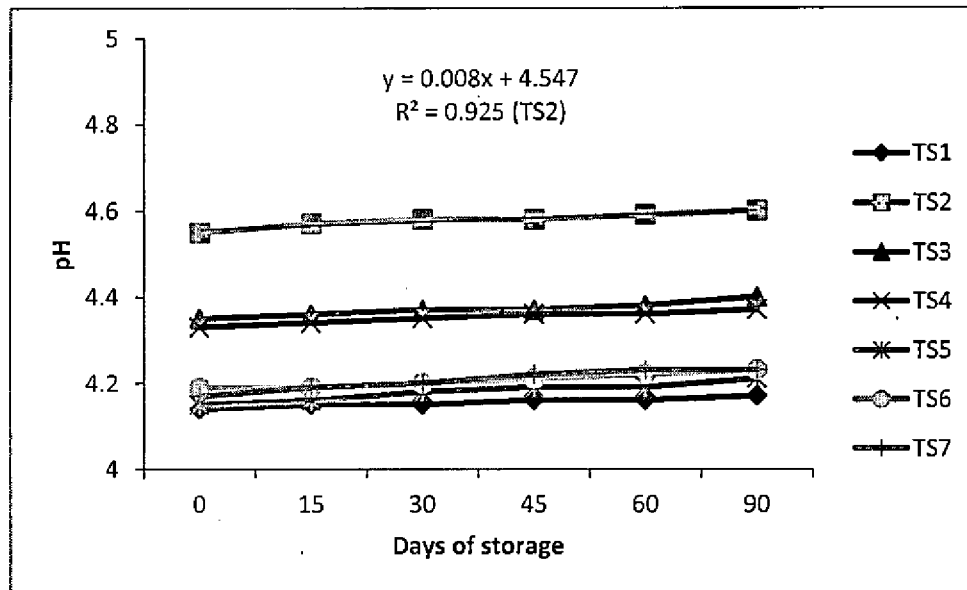 5
y = 0.008x + 4.547
R² = 0.925 (TS2)
4.8
4.6
4.4
4.2
4
pH
0 15 30 45 60 90
Days of storage
TS1
TS2
TS3
TS4
TS5
TS6
TS7